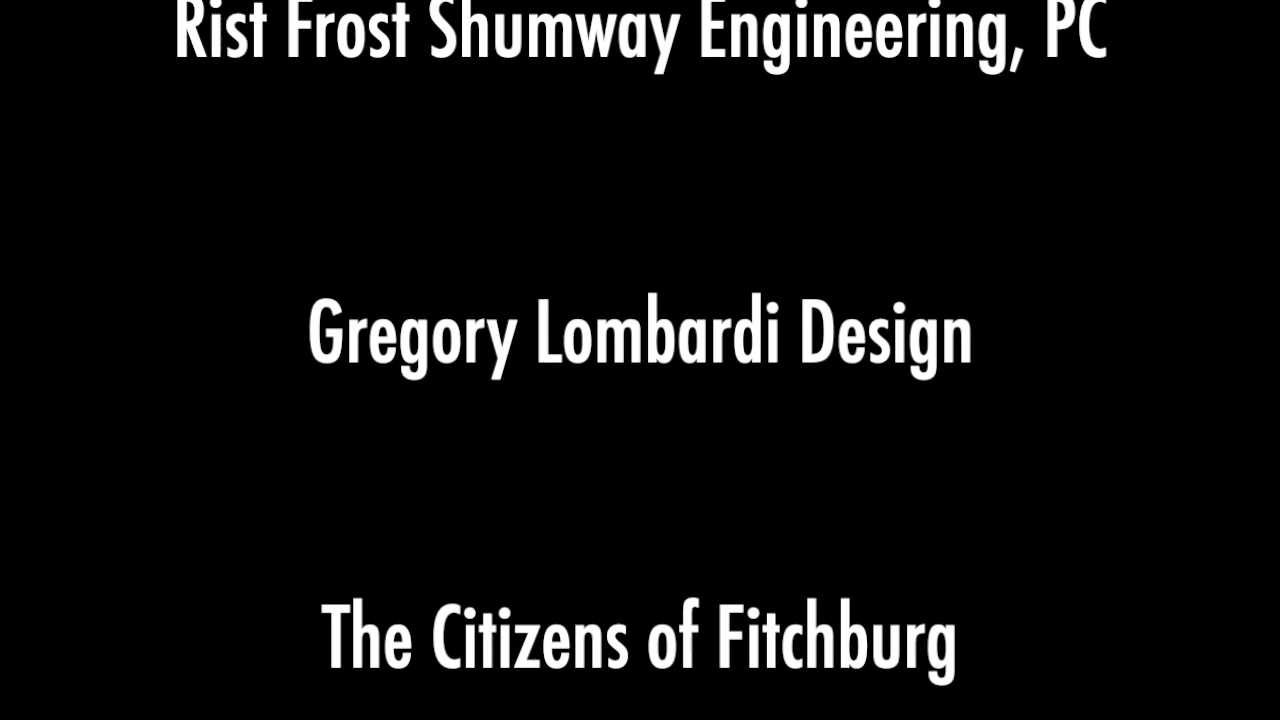 Rist Frost Shumway Engineering, PC
Gregory Lombardi Design
The Citizens of Fitchburg